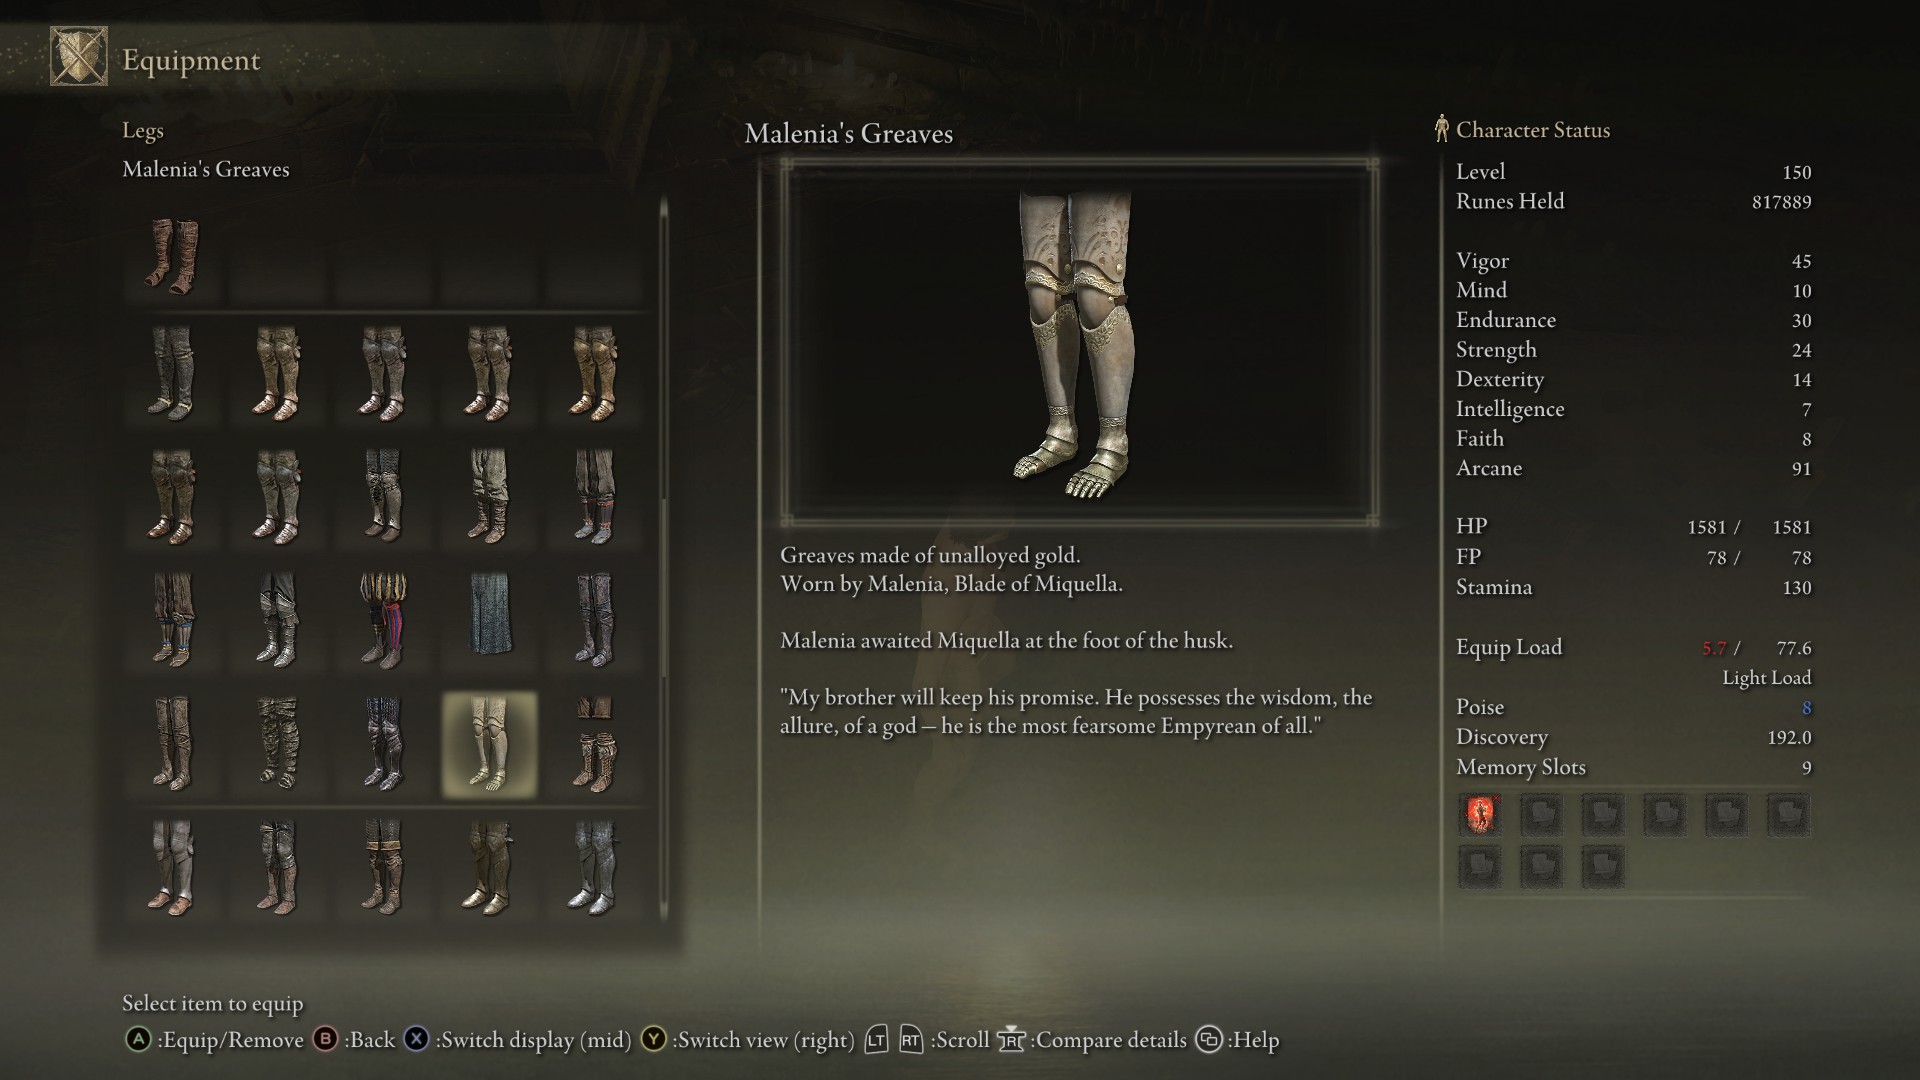 Equipment
Legs
Malenia's Greaves
Malenia's Greaves
Greaves made of unalloyed gold.
Worn by Malenia, Blade of Miquella.
Malenia awaited Miquella at the foot of the husk.
"My brother will keep his promise. He possesses the wisdom, the
allure, of a god – he is the most fearsome Empyrean of all."
Character Status
Level 150
Runes Held 817889
Vigor 45
Mind 10
Endurance 30
Strength 24
Dexterity 14
Intelligence 7
Faith 8
Arcane 91
HP 1581 / 1581
FP 78 / 78
Stamina 130
Equip Load 5.7 / 77.6
Light Load
Poise 8
Discovery 192.0
Memory Slots 9
Select item to equip
A :Equip/Remove B :Back X :Switch display (mid) Y :Switch view (right) LT RT :Scroll R :Compare details :Help